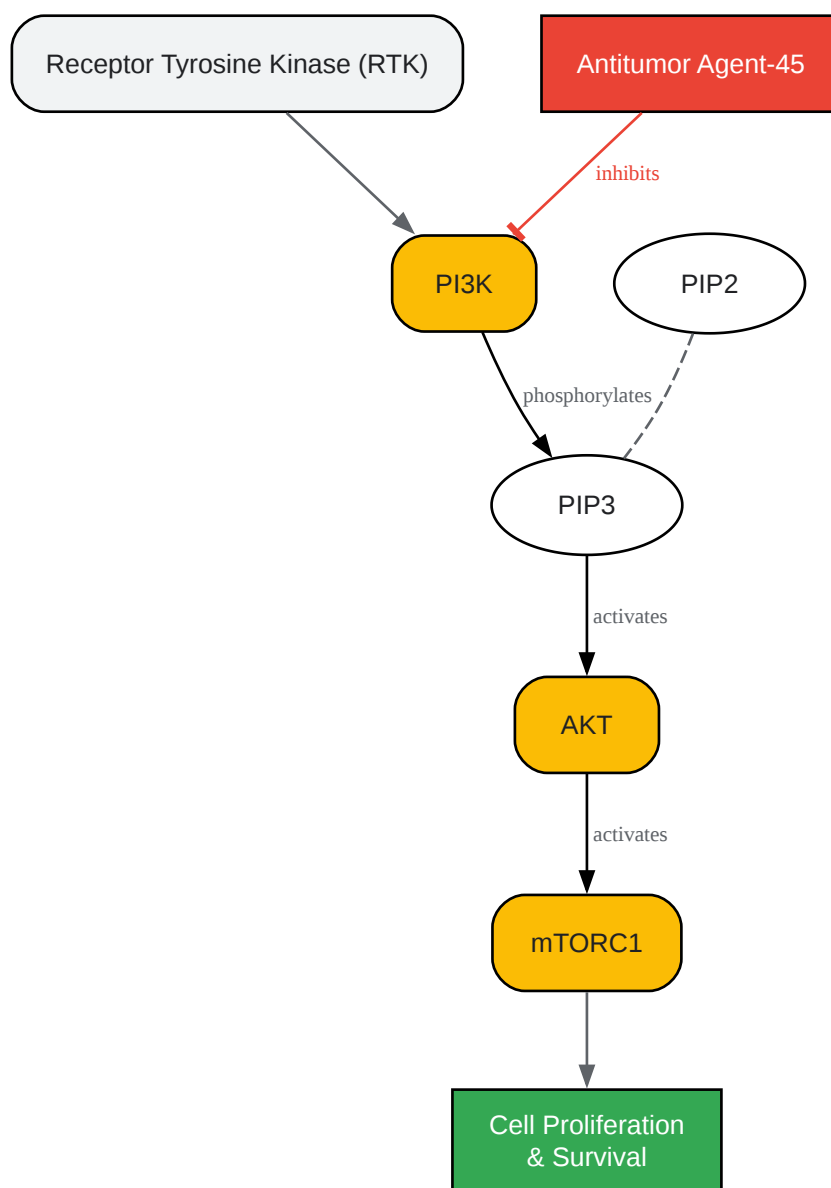 Receptor Tyrosine Kinase (RTK)
Antitumor Agent-45
inhibits
PI3K
PIP2
phosphorylates
PIP3
activates
AKT
activates
mTORC1
Cell Proliferation
& Survival